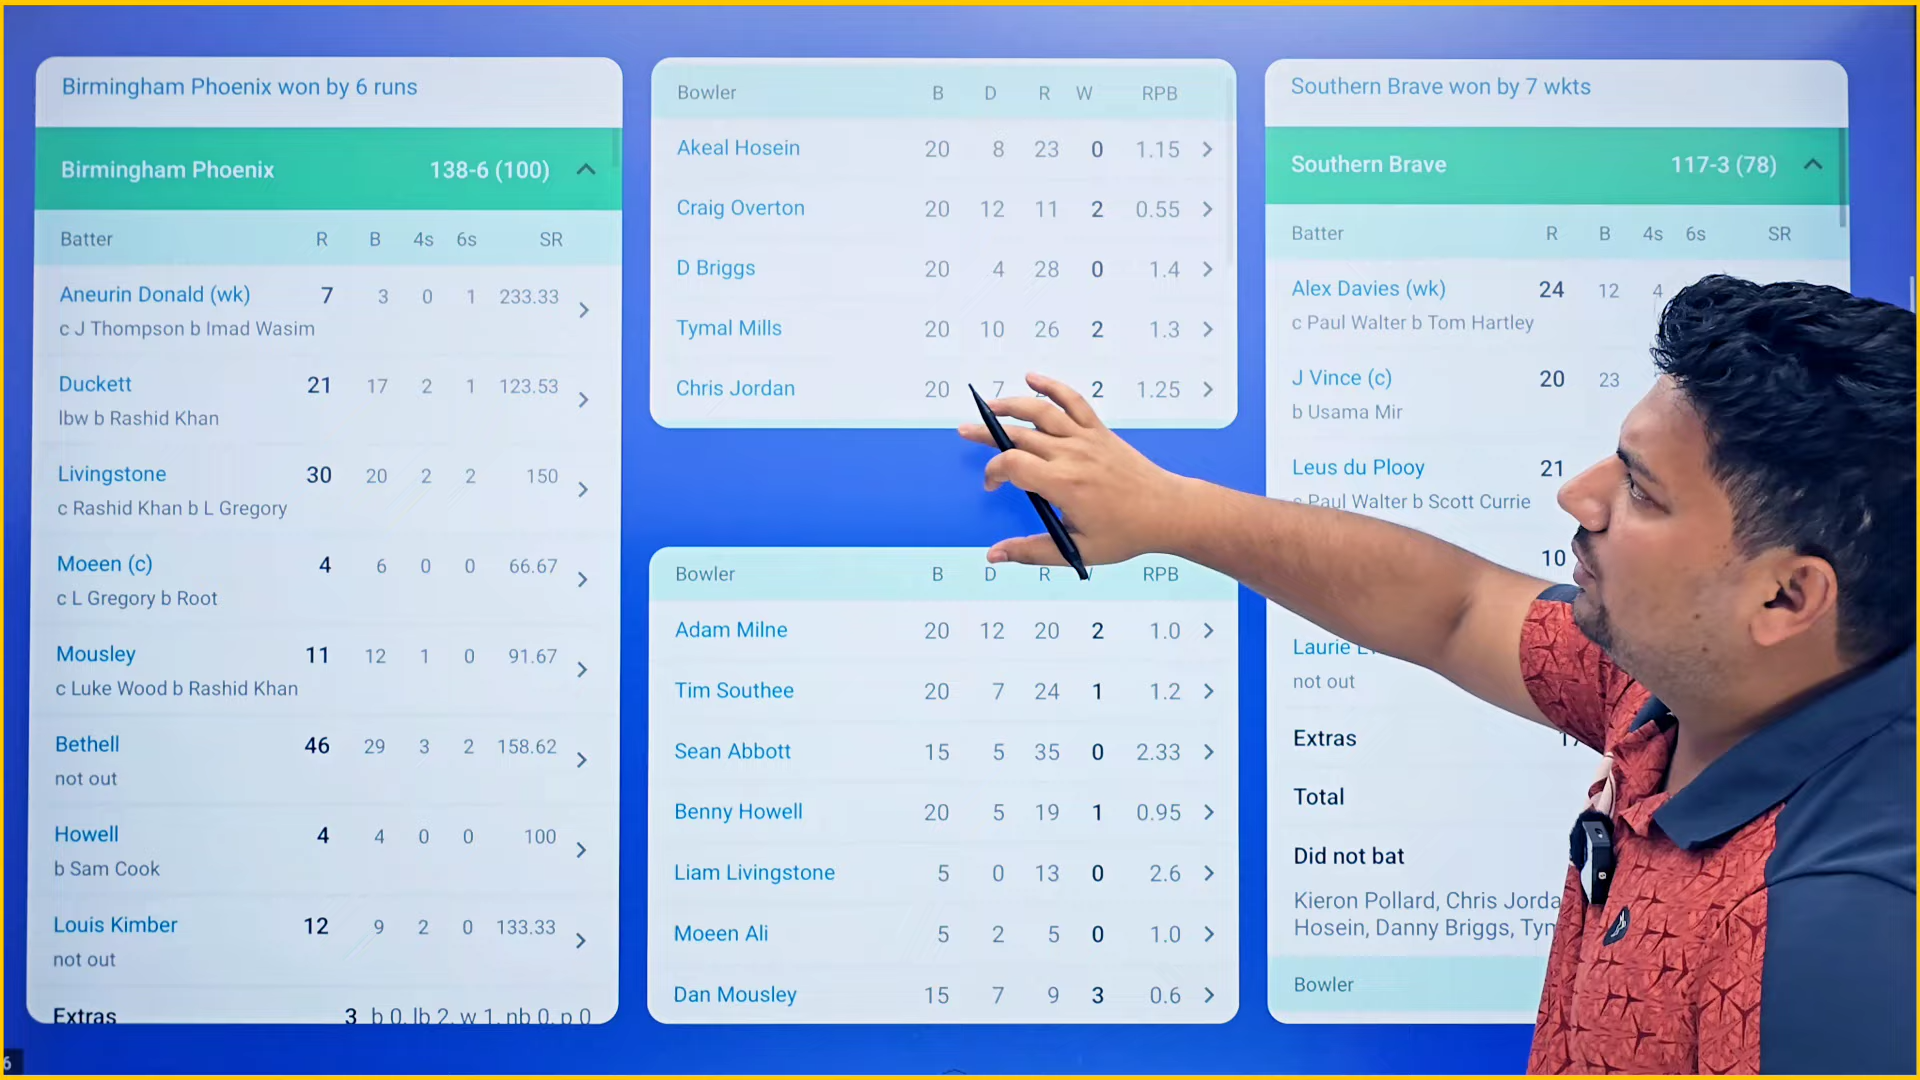 Birmingham Phoenix won by 6 runs
Birmingham Phoenix 138-6 (100)
Batter R B 4s 6s SR
Aneurin Donald (wk) 7 3 0 1 233.33
c J Thompson b Imad Wasim
Duckett 21 17 2 1 123.53
lbw b Rashid Khan
Livingstone 30 20 2 2 150
c Rashid Khan b L Gregory
Moeen (c) 4 6 0 0 66.67
c L Gregory b Root
Mousley 11 12 1 0 91.67
c Luke Wood b Rashid Khan
Bethell 46 29 3 2 158.62
not out
Howell 4 4 0 0 100
b Sam Cook
Louis Kimber 12 9 2 0 133.33
not out
Extras 3 b 0, lb 2, w 1, nb 0, p 0
6
Bowler B D R W RPB
Akeal Hosein 20 8 23 0 1.15
Craig Overton 20 12 11 2 0.55
D Briggs 20 4 28 0 1.4
Tymal Mills 20 10 26 2 1.3
Chris Jordan 20 7 2 1.25
Bowler B D R RPB
Adam Milne 20 12 20 2 1.0
Tim Southee 20 7 24 1 1.2
Sean Abbott 15 5 35 0 2.33
Benny Howell 20 5 19 1 0.95
Liam Livingstone 5 0 13 0 2.6
Moeen Ali 5 2 5 0 1.0
Dan Mousley 15 7 9 3 0.6
Southern Brave won by 7 wkts
Southern Brave 117-3 (78)
Batter R B 4s 6s SR
Alex Davies (wk) 24 12 4
c Paul Walter b Tom Hartley
J Vince (c) 20 23
b Usama Mir
Leus du Plooy 21
c Paul Walter b Scott Currie
10
Laurie
not out
Extras
Total
Did not bat
Kieron Pollard, Chris Jorda
Hosein, Danny Briggs, Tym
Bowler